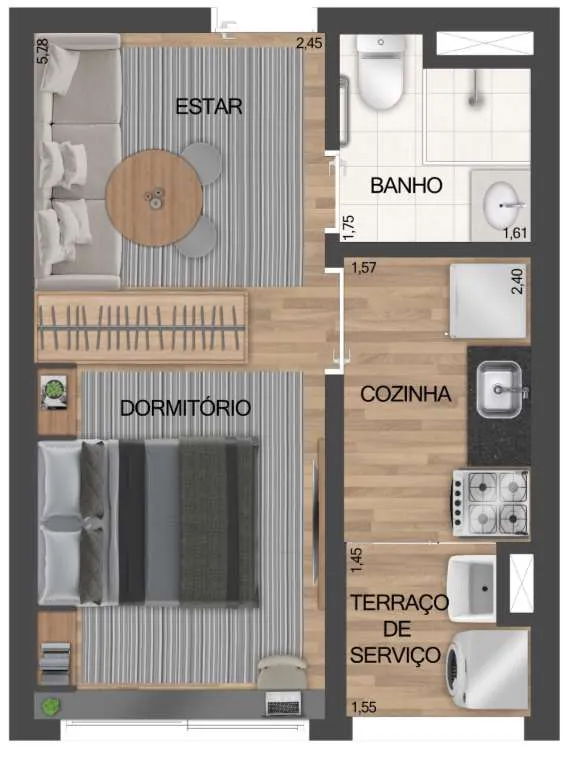 5,78
2,45
ESTAR
BANHO
1,75
1,61
1,57
2,40
COZINHA
DORMITÓRIO
1,45
TERRAÇO
DE
SERVIÇO
1,55